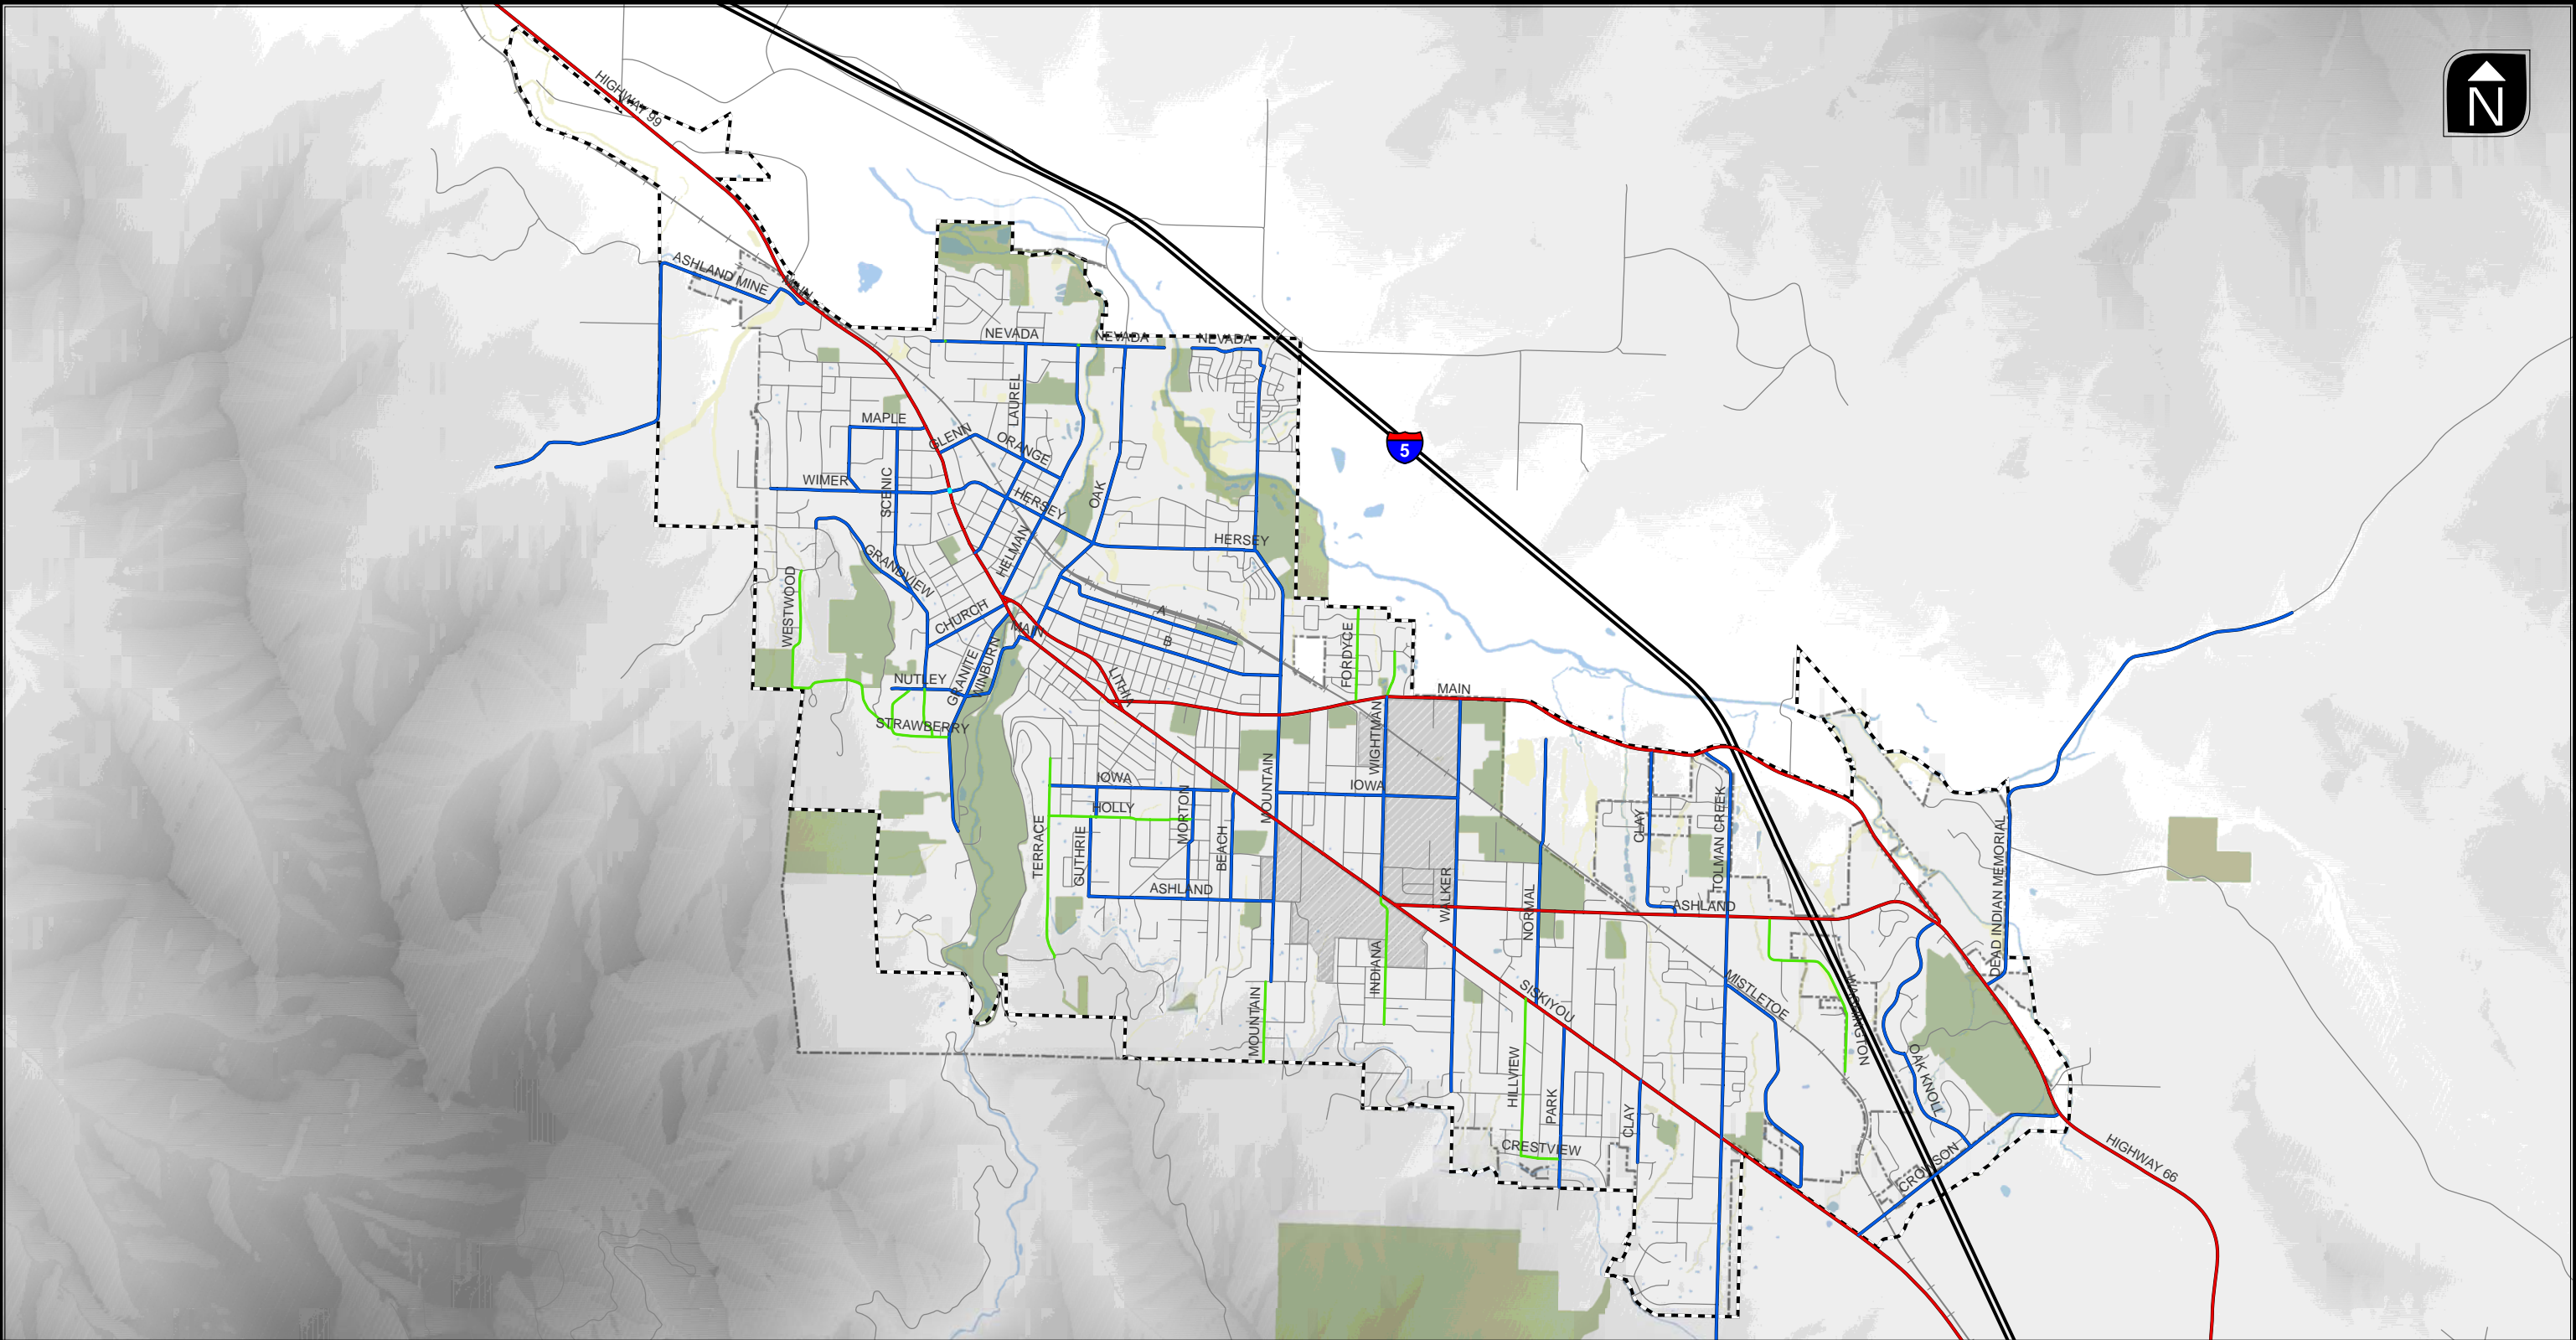 HIGHWAY 99
N
ASHLAND MINE
MAIN
NEVADA
NEVADA
NEVADA
LAUREL
MAPLE
GLENN
ORANGE
5
WIMER
SCENIC
HERSEY
OAK
HERSEY
HELMAN
GRANDVIEW
WESTWOOD
CHURCH
MAIN
A
B
FORDYCE
GRANITE
WINBURN
NUTLEY
LITHIA
MAIN
STRAWBERRY
WIGHTMAN
IOWA
MOUNTAIN
IOWA
HOLLY
MORTON
TERRACE
GUTHRIE
BEACH
CLAY
TOLMAN CREEK
DEAD INDIAN MEMORIAL
ASHLAND
WALKER
NORMAL
ASHLAND
INDIANA
MOUNTAIN
SISKIYOU
MISTLETOE
WASHINGTON
OAK KNOLL
HILLVIEW
PARK
CLAY
CRESTVIEW
CROWSON
HIGHWAY 66